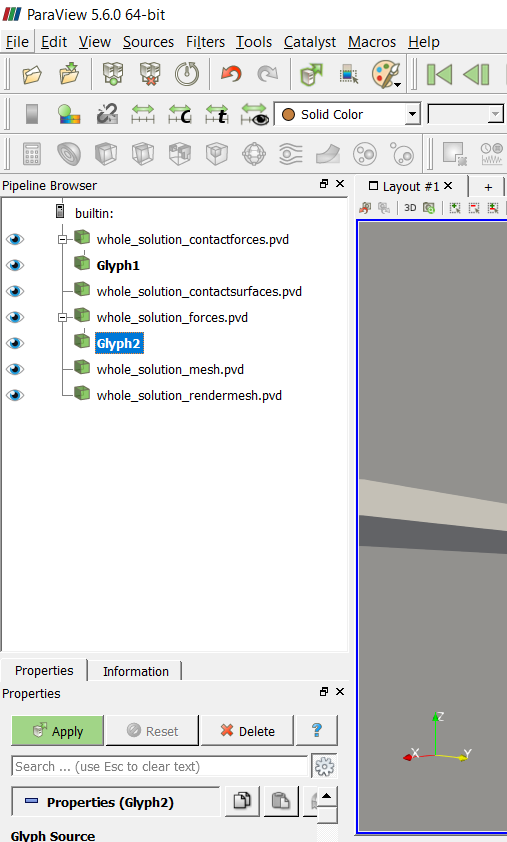 ParaView 5.6.0 64-bit
File Edit View Sources Filters Tools Catalyst Macros Help
Solid Color
Pipeline Browser
Layout #1
3D
builtin:
whole_solution_contactforces.pvd
Glyph1
whole_solution_contactsurfaces.pvd
whole_solution_forces.pvd
Glyph2
whole_solution_mesh.pvd
whole_solution_rendermesh.pvd
Properties Information
Properties
Apply Reset Delete ?
Search ... (use Esc to clear text)
Properties (Glyph2)
Glyph Source
Z
X
Y